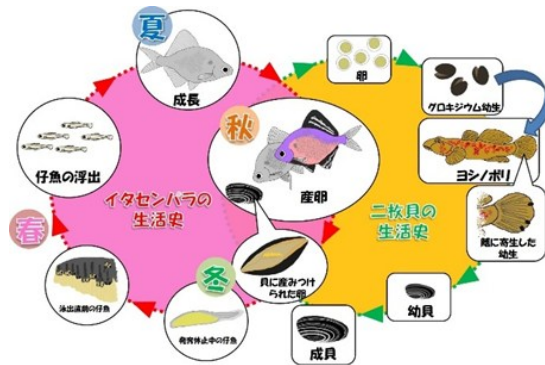 夏
成長
秋
産卵
仔魚の浮出
イタセンパラの
生活史
春
泳出直前の仔魚
冬
発育休止中の仔魚
貝に産みつけ
られた卵
卵
グロキジウム幼生
ヨシノボリ
鰭に寄生した
幼生
二枚貝の
生活史
幼貝
成貝